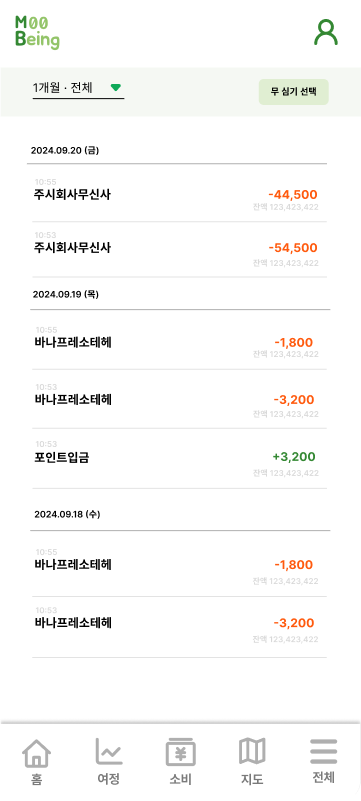 M00
Being
1개월 · 전체
무 심기 선택
2024.09.20 (금)
10:55
주시회사무신사
-44,500
잔액 123,423,422
10:53
주시회사무신사
-54,500
잔액 123,423,422
2024.09.19 (목)
10:55
바나프레소테헤
-1,800
잔액 123,423,422
10:53
바나프레소테헤
-3,200
잔액 123,423,422
10:53
포인트입금
+3,200
잔액 123,423,422
2024.09.18 (수)
10:55
바나프레소테헤
-1,800
잔액 123,423,422
10:53
바나프레소테헤
-3,200
잔액 123,423,422
홈
여정
소비
지도
전체